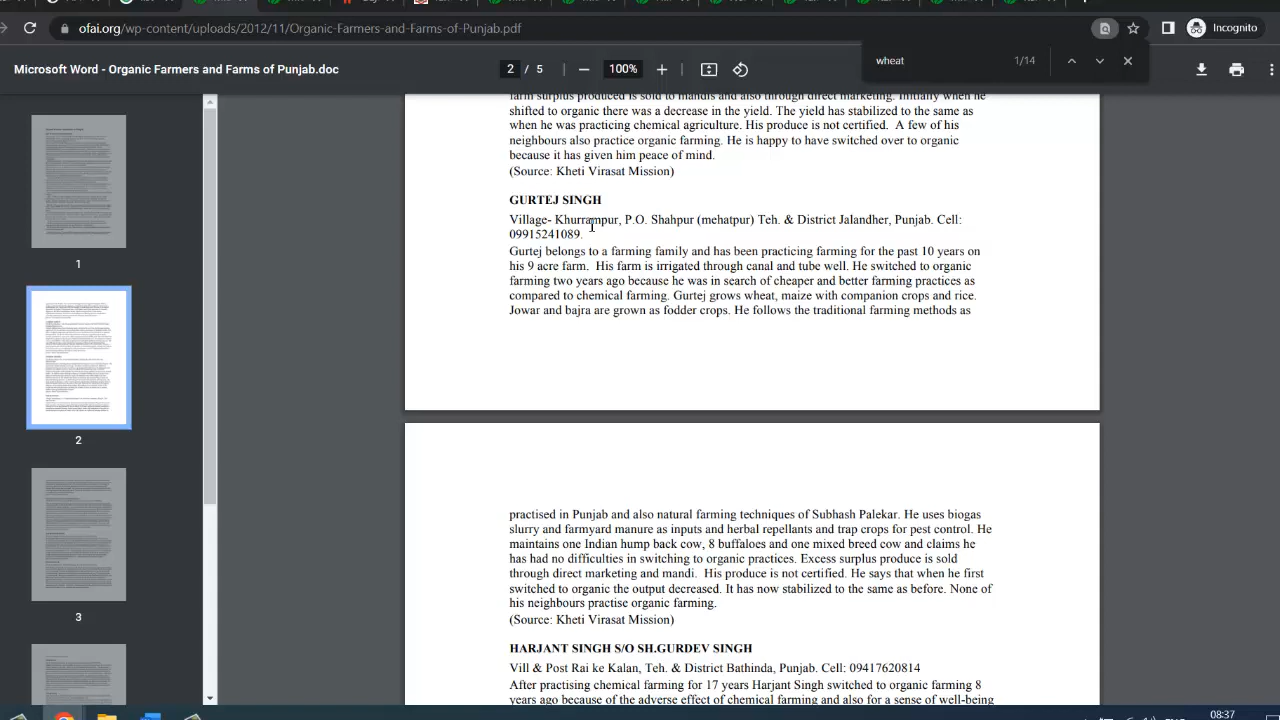 ofai.org/wp-content/uploads/2012/11/Organic-Farmers-and-Farms-of-Punjab.pdf
Incognito
wheat
1/14
Microsoft Word - Organic Farmers and Farms of Punjab.doc
2 / 5
100%
farm surplus produced is sold to mandis and also through direct marketing. Initially when he
shifted to organic there was a decrease in the yield. The yield has stabilized to the same as
when he was practicing chemical agriculture. His produce is not certified. A few of his
neighbours also practice organic farming. He is happy to have switched over to organic
because it has given him peace of mind.
(Source: Kheti Virasat Mission)
GURTEJ SINGH
Village- Khurrampur, P.O. Shahpur (mehatpur) Teh. & District Jalandher, Punjab. Cell:
09915241089.
Gurtej belongs to a farming family and has been practicing farming for the past 10 years on
his 9 acre farm. His farm is irrigated through canal and tube well. He switched to organic
farming two years ago because he was in search of cheaper and better farming practices as
compared to chemical farming. Gurtej grows wheat, maize with companion crops and rice.
Jowar and bajra are grown as fodder crops. He follows the traditional farming methods as
practised in Punjab and also natural farming techniques of Subhash Palekar. He uses biogas
slurry and farmyard manure as inputs and herbal repellants and trap crops for pest control. He
maintains one Indian hump back cow, 8 buffaloes and one mixed breed cow and claims he
has had no difficulties in switching to organic practices. Excess surplus produce is sold
through direct marketing and mandi. His produce is not certified. He says that when he first
switched to organic the output decreased. It has now stabilized to the same as before. None of
his neighbours practise organic farming.
(Source: Kheti Virasat Mission)
HARJANT SINGH S/O SH.GURDEV SINGH
Vill & Post Rai ke Kalan, Teh. & District Bathinda, Punjab. Cell: 09417620814
After practising chemical farming for 17 years Harjant Singh switched to organic farming 8
years ago because of the adverse effect of chemical farming and also for a sense of well-being
1
2
3
08:37